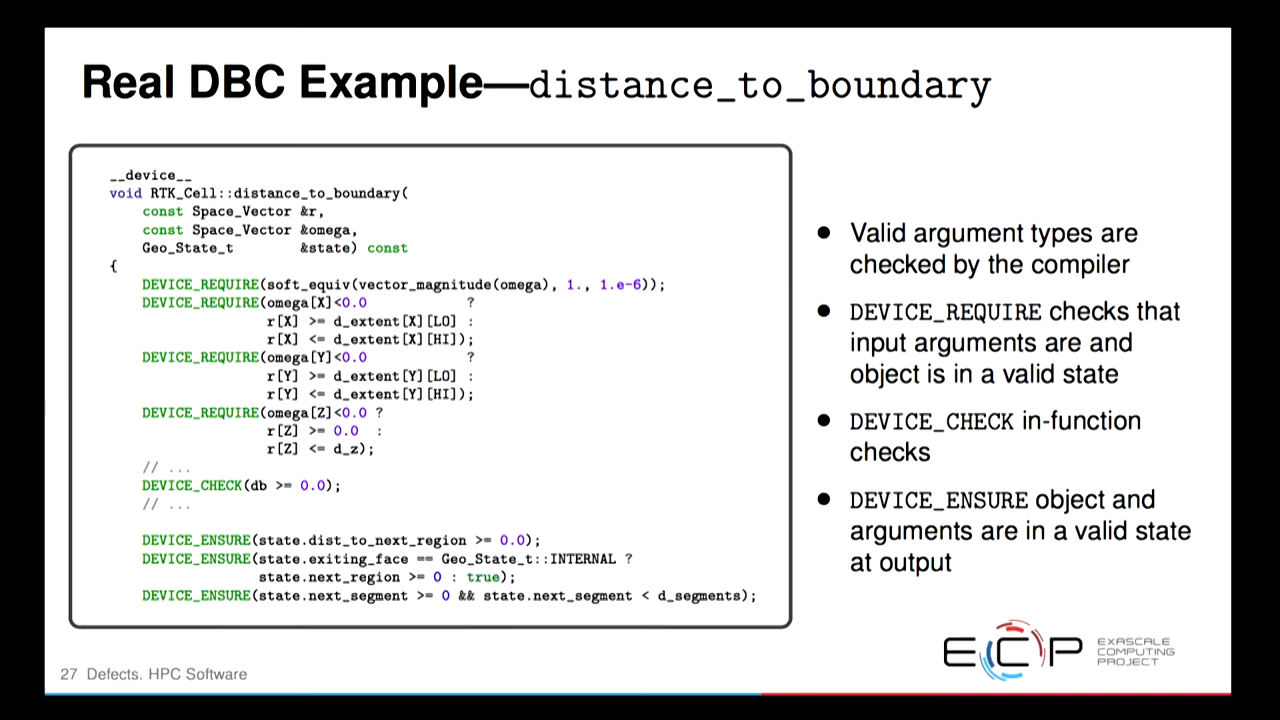 Real DBC Example—distance_to_boundary
__device__
void RTK_Cell::distance_to_boundary(
const Space_Vector &r,
const Space_Vector &omega,
Geo_State_t &state) const
{
DEVICE_REQUIRE(soft_equiv(vector_magnitude(omega), 1., 1.e-6));
DEVICE_REQUIRE(omega[X]<0.0 ?
r[X] >= d_extent[X][LO] :
r[X] <= d_extent[X][HI]);
DEVICE_REQUIRE(omega[Y]<0.0 ?
r[Y] >= d_extent[Y][LO] :
r[Y] <= d_extent[Y][HI]);
DEVICE_REQUIRE(omega[Z]<0.0 ?
r[Z] >= 0.0 :
r[Z] <= d_z);
// ...
DEVICE_CHECK(db >= 0.0);
// ...
DEVICE_ENSURE(state.dist_to_next_region >= 0.0);
DEVICE_ENSURE(state.exiting_face == Geo_State_t::INTERNAL ?
state.next_region >= 0 : true);
DEVICE_ENSURE(state.next_segment >= 0 && state.next_segment < d_segments);
● Valid argument types are
checked by the compiler
● DEVICE_REQUIRE checks that
input arguments are and
object is in a valid state
● DEVICE_CHECK in-function
checks
● DEVICE_ENSURE object and
arguments are in a valid state
at output
ECP
EXASCALE
COMPUTING
PROJECT
27 Defects. HPC Software